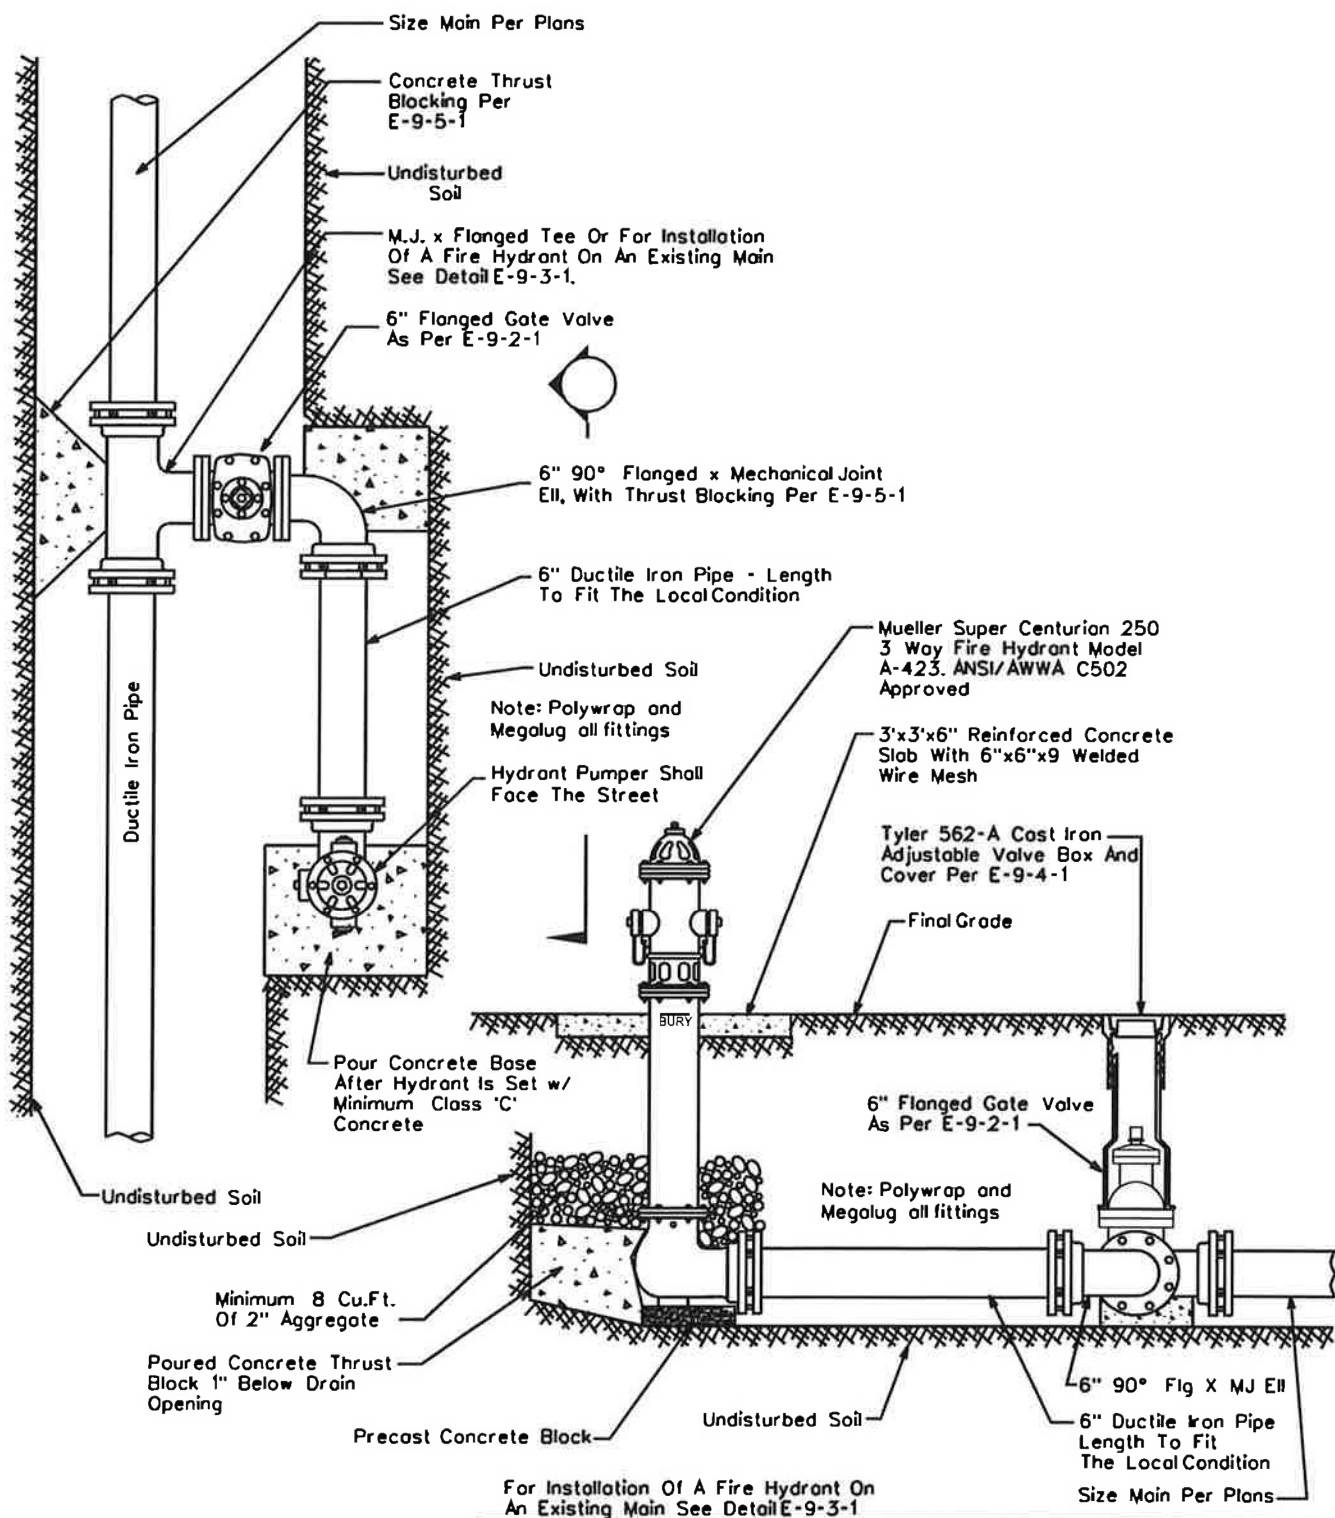 Size Main Per Plans
Concrete Thrust
Blocking Per
E-9-5-1
Undisturbed
Soil
M.J. x Flanged Tee Or For Installation
Of A Fire Hydrant On An Existing Main
See Detail E-9-3-1.
6" Flanged Gate Valve
As Per E-9-2-1
6" 90° Flanged x Mechanical Joint
Ell, With Thrust Blocking Per E-9-5-1
6" Ductile Iron Pipe - Length
To Fit The Local Condition
Undisturbed Soil
Ductile Iron Pipe
Note: Polywrap and
Megalug all fittings
Hydrant Pumper Shall
Face The Street
Mueller Super Centurian 250
3 Way Fire Hydrant Model
A-423. ANSI/AWWA C502
Approved
3'x3'x6" Reinforced Concrete
Slab With 6"x6"x9 Welded
Wire Mesh
Tyler 562-A Cast Iron
Adjustable Valve Box And
Cover Per E-9-4-1
Final Grade
BURY
Pour Concrete Base
After Hydrant Is Set w/
Minimum Class 'C'
Concrete
6" Flanged Gate Valve
As Per E-9-2-1
Undisturbed Soil
Note: Polywrap and
Megalug all fittings
Undisturbed Soil
Minimum 8 Cu.Ft.
Of 2" Aggregate
Poured Concrete Thrust
Block 1" Below Drain
Opening
Precast Concrete Block
Undisturbed Soil
6" 90° Flg X MJ Ell
6" Ductile Iron Pipe
Length To Fit
The Local Condition
Size Main Per Plans
For Installation Of A Fire Hydrant On
An Existing Main See Detail E-9-3-1